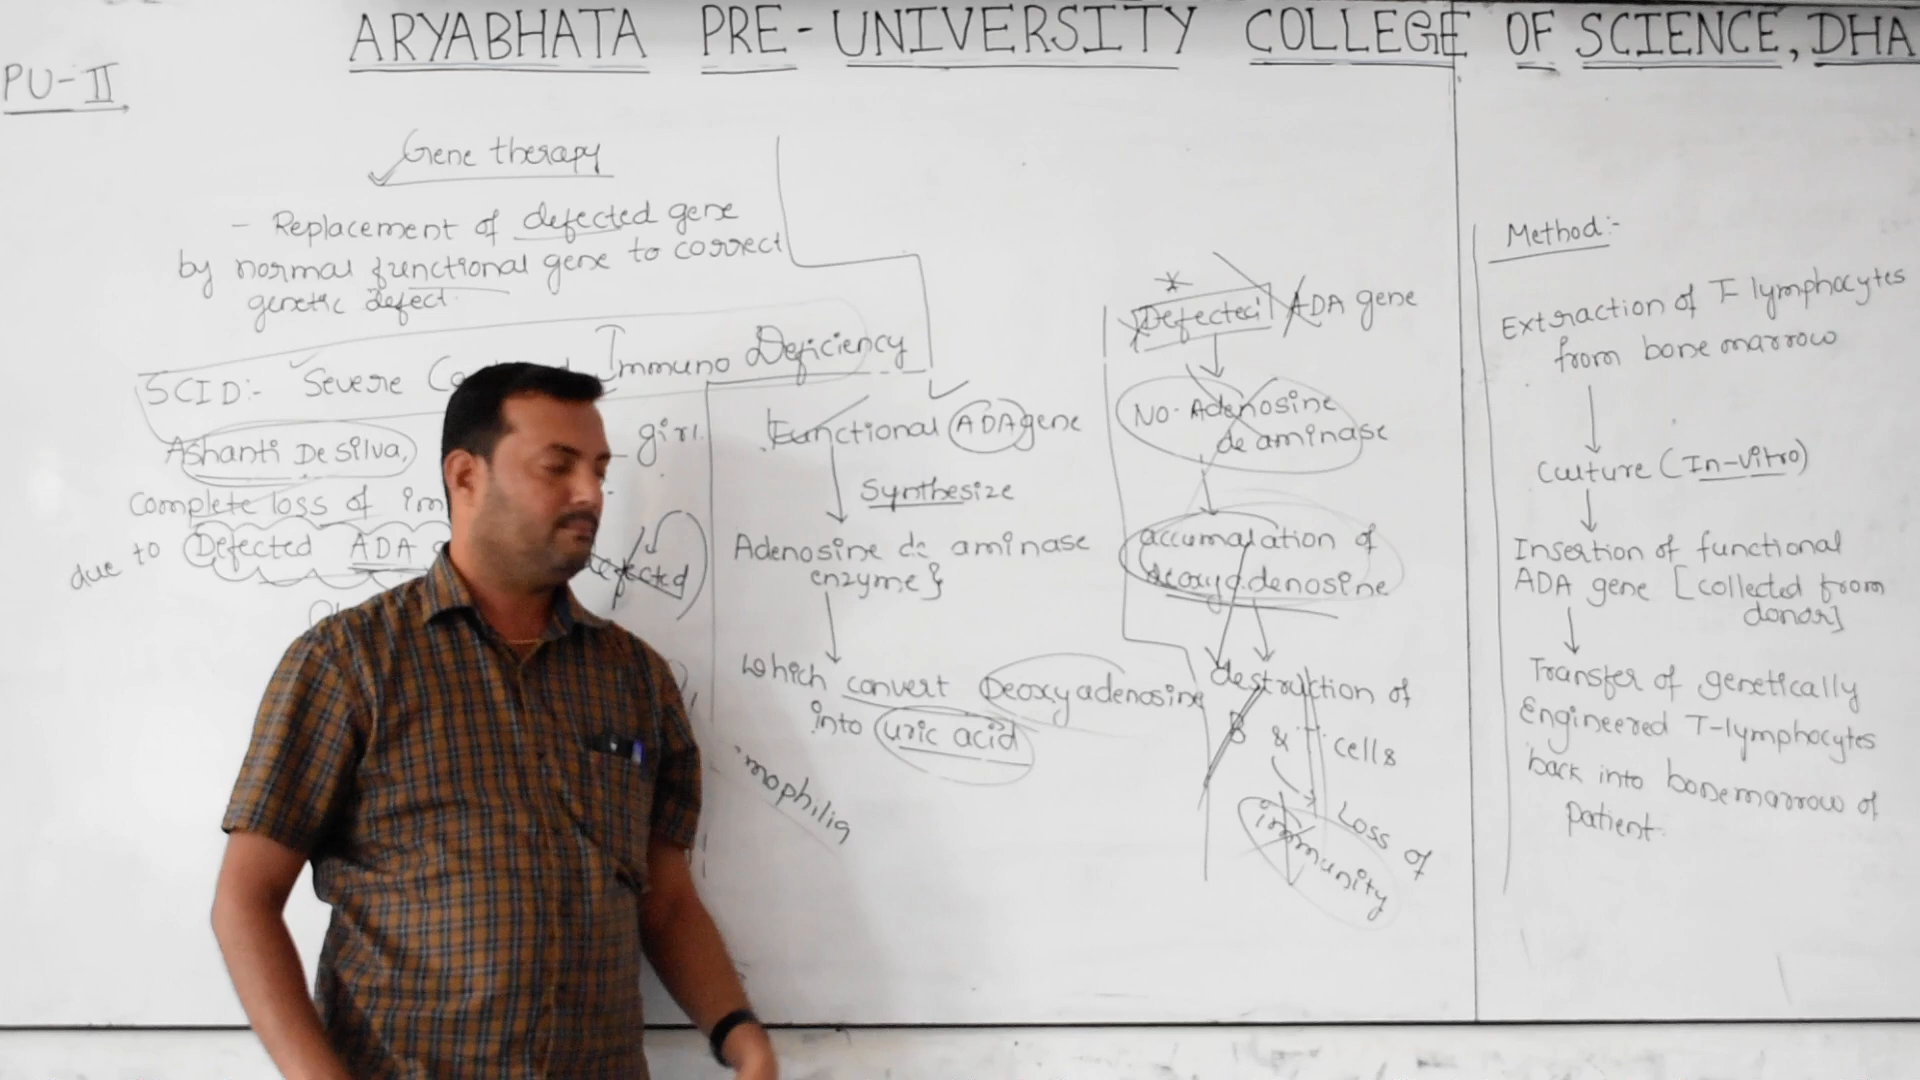 ARYABHATA PRE-UNIVERSITY COLLEGE OF SCIENCE, DHA
PU-II
Gene therapy
- Replacement of defected gene
by normal functional gene to correct
genetic defect.
SCID:- Severe Immuno Deficiency
Ashanti De silva, girl.
Complete loss of im
due to Defected ADA
defected
mophilia
Functional ADA gene
Synthesize
Adenosine de aminase
enzyme}
which convert Deoxyadenosine
into uric acid
* Defected ADA gene
No. Adenosine
de aminase
accumalation of
deoxyadenosine
destruction of
B & T cells
Loss of
immunity
Method:-
Extraction of T-lymphocytes
from bone marrow
Culture (In-vitro)
Insertion of functional
ADA gene [collected from
donar]
Transfer of genetically
Engineered T-lymphocytes
back into bonemarrow of
patient.